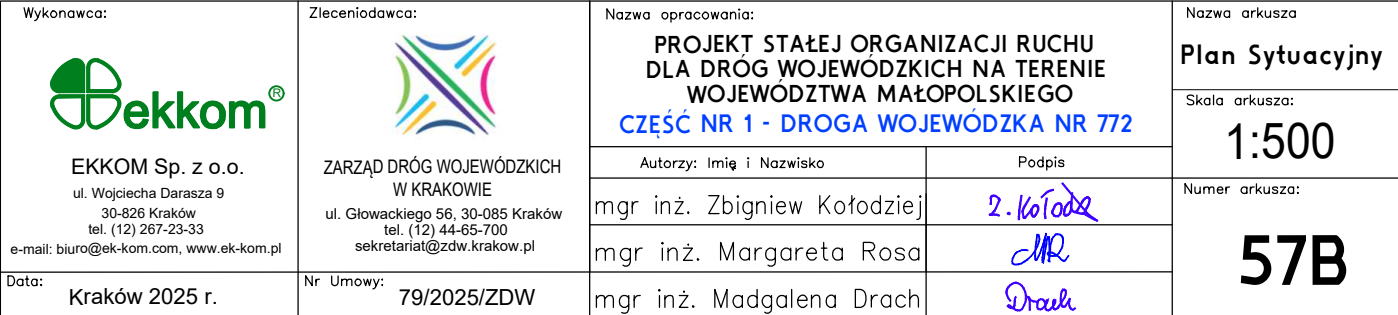 Wykonawca:
ekkom®
EKKOM Sp. z o.o.
ul. Wojciecha Darasza 9
30-826 Kraków
tel. (12) 267-23-33
e-mail: biuro@ek-kom.com, www.ek-kom.pl
Data:
Kraków 2025 r.
Zleceniodawca:
ZARZĄD DRÓG WOJEWÓDZKICH
W KRAKOWIE
ul. Głowackiego 56, 30-085 Kraków
tel. (12) 44-65-700
sekretariat@zdw.krakow.pl
Nr Umowy:
79/2025/ZDW
Nazwa opracowania:
PROJEKT STAŁEJ ORGANIZACJI RUCHU
DLA DRÓG WOJEWÓDZKICH NA TERENIE
WOJEWÓDZTWA MAŁOPOLSKIEGO
CZĘŚĆ NR 1 - DROGA WOJEWÓDZKA NR 772
Autorzy: Imię i Nazwisko
Podpis
mgr inż. Zbigniew Kołodziej
Z. Kołodz
mgr inż. Margareta Rosa
MR
mgr inż. Madgalena Drach
Drach
Nazwa arkusza
Plan Sytuacyjny
Skala arkusza:
1:500
Numer arkusza:
57B